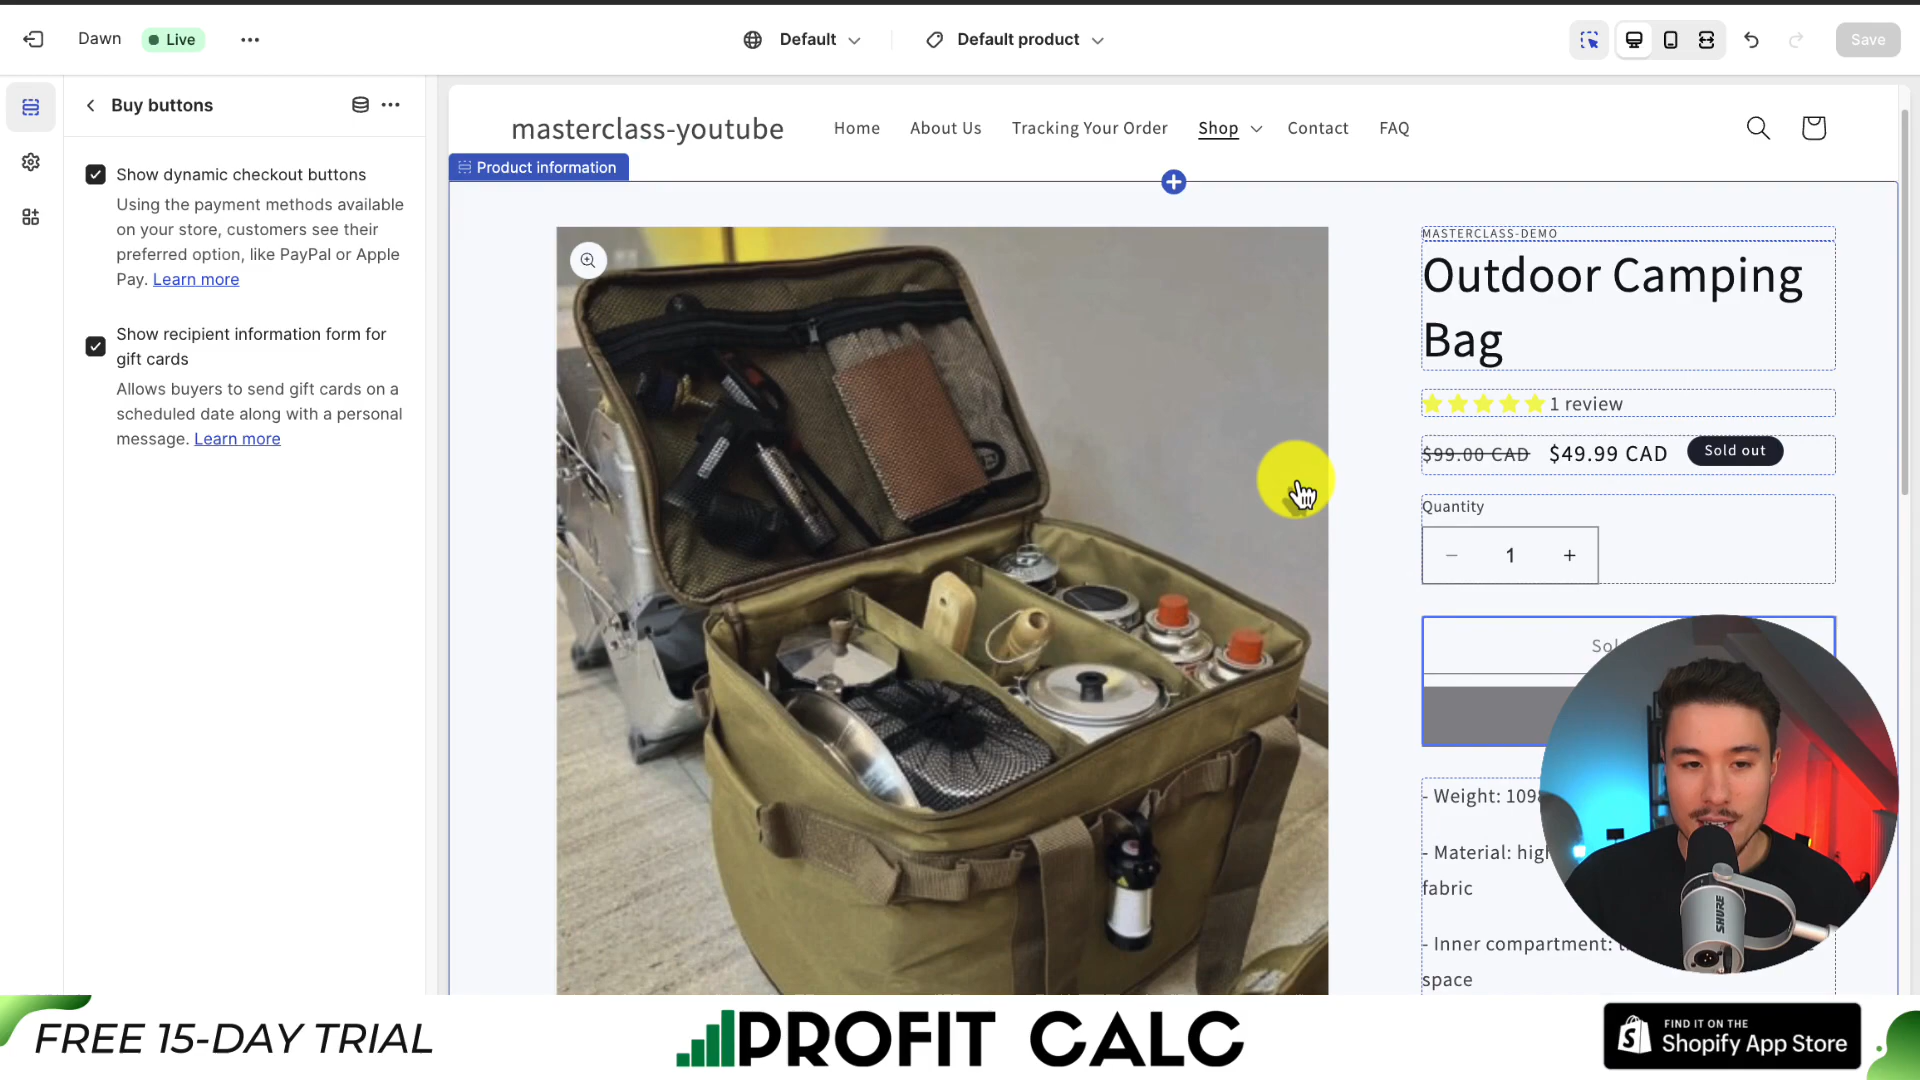 Dawn
Live
Default
Default product
Save
Buy buttons
Show dynamic checkout buttons
Using the payment methods available
on your store, customers see their
preferred option, like PayPal or Apple
Pay. Learn more
Show recipient information form for
gift cards
Allows buyers to send gift cards on a
scheduled date along with a personal
message. Learn more
masterclass-youtube
Home
About Us
Tracking Your Order
Shop
Contact
FAQ
Product information
MASTERCLASS-DEMO
Outdoor Camping
Bag
1 review
$99.00 CAD $49.99 CAD Sold out
Quantity
− 1 +
- Weight:
- Material:
fabric
- Inner compartment:
space
SHURE
FREE 15-DAY TRIAL
PROFIT CALC
FIND IT ON THE
Shopify App Store